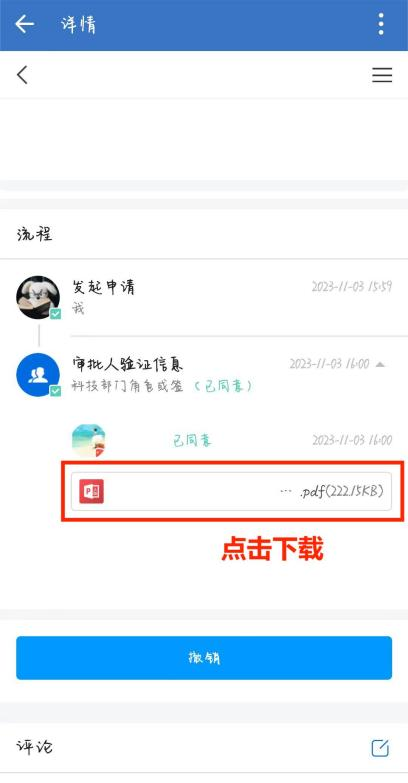 详情
流程
发起申请 2023-11-03 15:59
我
审批人验证信息 2023-11-03 16:00
科技部门角色或签（已同意）
已同意 2023-11-03 16:00
... .pdf(222.15KB)
点击下载
撤销
评论